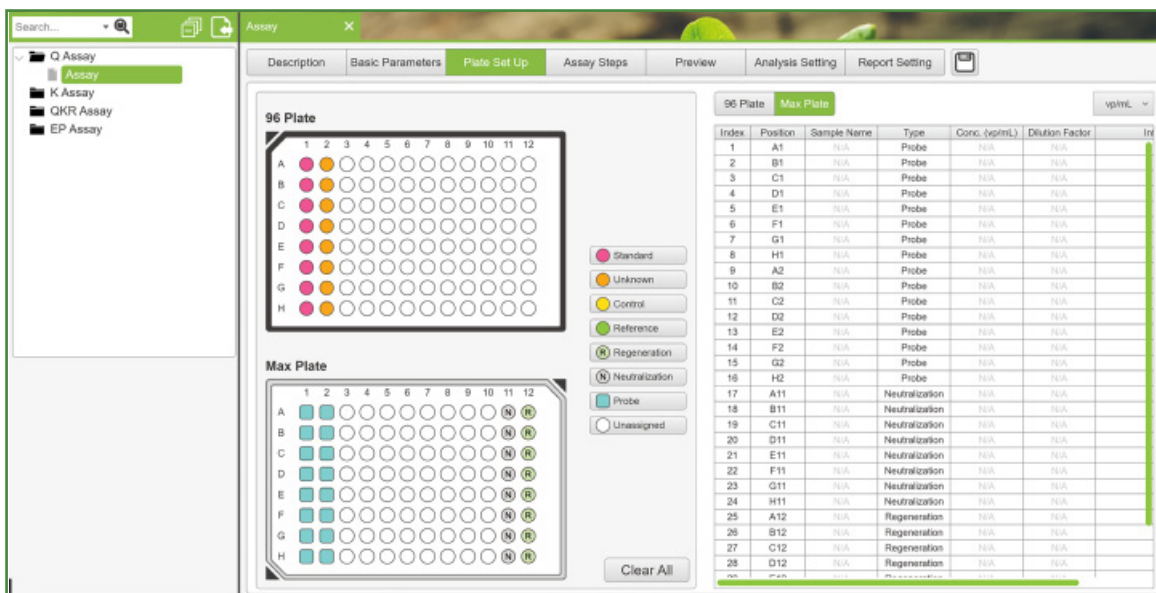 Search...
Assay
Q Assay
Assay
K Assay
QKR Assay
EP Assay
Description Basic Parameters Plate Set Up Assay Steps Preview Analysis Setting Report Setting
96 Plate
1 2 3 4 5 6 7 8 9 10 11 12
A
B
C
D
E
F
G
H
Max Plate
1 2 3 4 5 6 7 8 9 10 11 12
A N R
B N R
C N R
D N R
E N R
F N R
G N R
H N R
Standard
Unknown
Control
Reference
R Regeneration
N Neutralization
Probe
Unassigned
Clear All
96 Plate Max Plate vp/mL
Index Position Sample Name Type Conc. (vp/mL) Dilution Factor
1 A1 N/A Probe N/A N/A
2 B1 N/A Probe N/A N/A
3 C1 N/A Probe N/A N/A
4 D1 N/A Probe N/A N/A
5 E1 N/A Probe N/A N/A
6 F1 N/A Probe N/A N/A
7 G1 N/A Probe N/A N/A
8 H1 N/A Probe N/A N/A
9 A2 N/A Probe N/A N/A
10 B2 N/A Probe N/A N/A
11 C2 N/A Probe N/A N/A
12 D2 N/A Probe N/A N/A
13 E2 N/A Probe N/A N/A
14 F2 N/A Probe N/A N/A
15 G2 N/A Probe N/A N/A
16 H2 N/A Probe N/A N/A
17 A11 N/A Neutralization N/A N/A
18 B11 N/A Neutralization N/A N/A
19 C11 N/A Neutralization N/A N/A
20 D11 N/A Neutralization N/A N/A
21 E11 N/A Neutralization N/A N/A
22 F11 N/A Neutralization N/A N/A
23 G11 N/A Neutralization N/A N/A
24 H11 N/A Neutralization N/A N/A
25 A12 N/A Regeneration N/A N/A
26 B12 N/A Regeneration N/A N/A
27 C12 N/A Regeneration N/A N/A
28 D12 N/A Regeneration N/A N/A